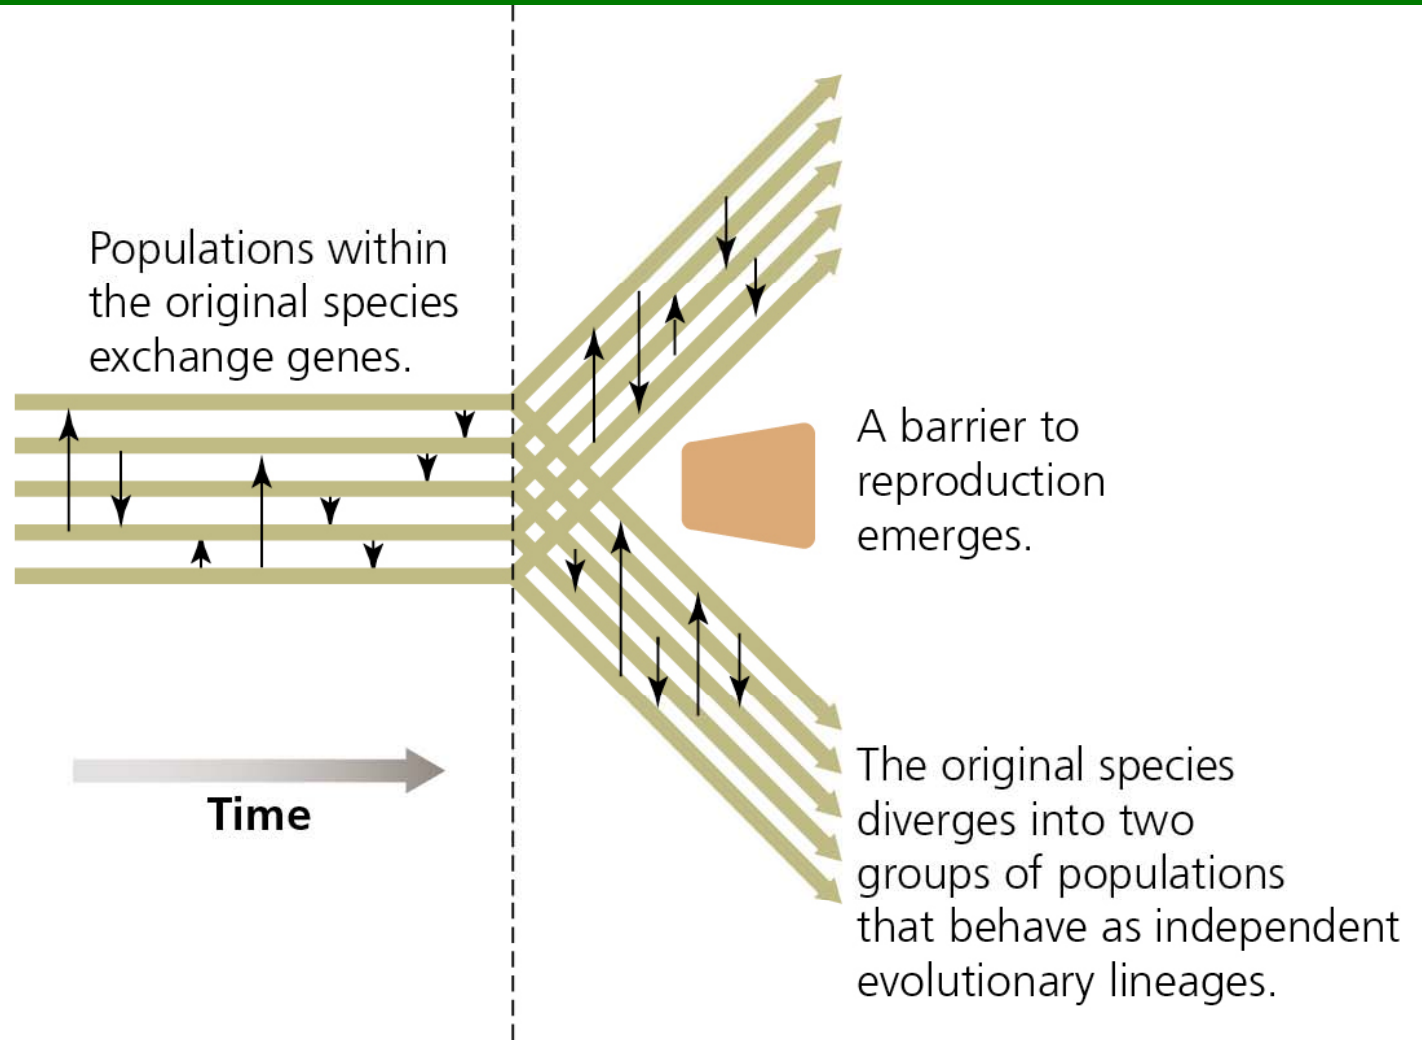 Populations within
the original species
exchange genes.
A barrier to
reproduction
emerges.
Time
The original species
diverges into two
groups of populations
that behave as independent
evolutionary lineages.